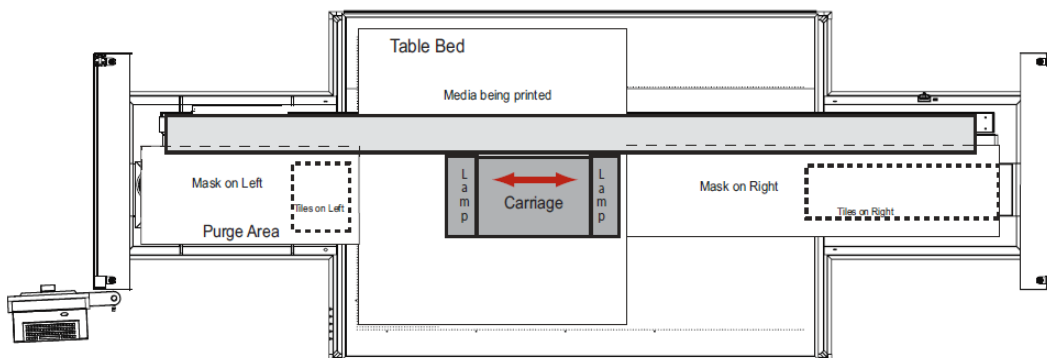 Table Bed
Media being printed
Mask on Left
Tiles on Left
Purge Area
Lamp
Carriage
Lamp
Mask on Right
Tiles on Right